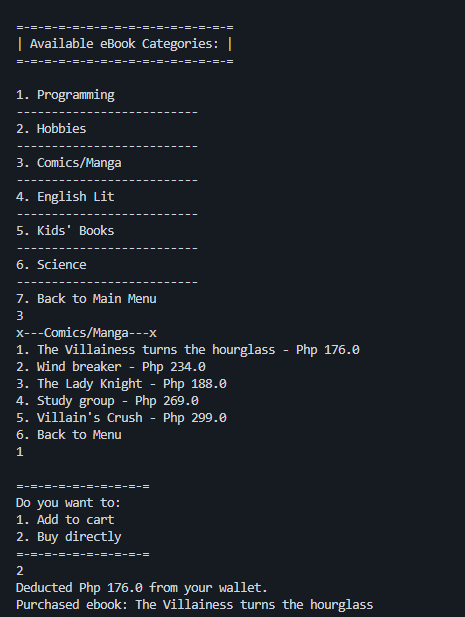 =-=-=-=-=-=-=-=-=-=-=-=-=-=-=-=
| Available eBook Categories: |
=-=-=-=-=-=-=-=-=-=-=-=-=-=-=-=
1. Programming
--------------------------
2. Hobbies
--------------------------
3. Comics/Manga
--------------------------
4. English Lit
--------------------------
5. Kids' Books
--------------------------
6. Science
--------------------------
7. Back to Main Menu
3
x---Comics/Manga---x
1. The Villainess turns the hourglass - Php 176.0
2. Wind breaker - Php 234.0
3. The Lady Knight - Php 188.0
4. Study group - Php 269.0
5. Villain's Crush - Php 299.0
6. Back to Menu
1
=-=-=-=-=-=-=-=-=-=
Do you want to:
1. Add to cart
2. Buy directly
=-=-=-=-=-=-=-=-=-=
2
Deducted Php 176.0 from your wallet.
Purchased ebook: The Villainess turns the hourglass